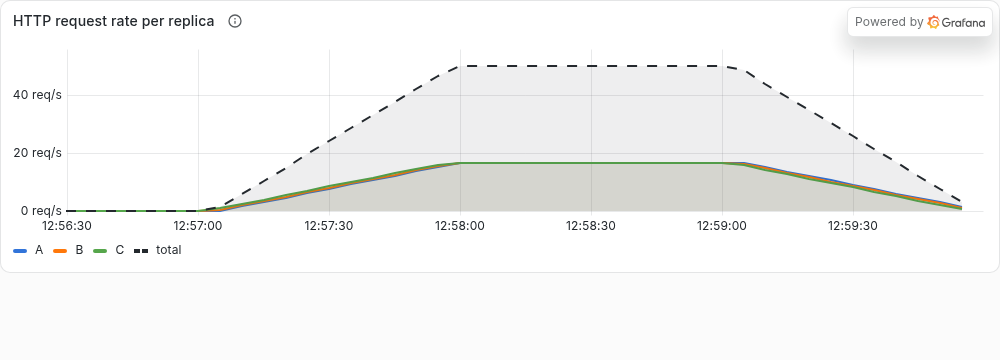 HTTP request rate per replica
Powered by Grafana
40 req/s
20 req/s
0 req/s
12:56:30 12:57:00 12:57:30 12:58:00 12:58:30 12:59:00 12:59:30
A B C total